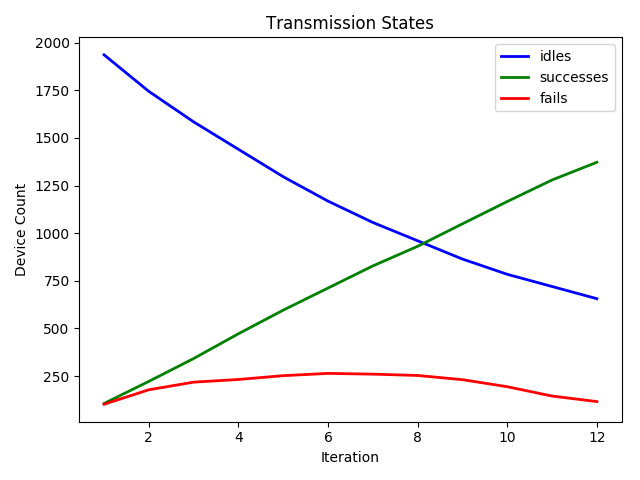 Transmission States
idles
successes
fails
2000
1750
1500
1250
1000
750
500
250
Device Count
2 4 6 8 10 12
Iteration